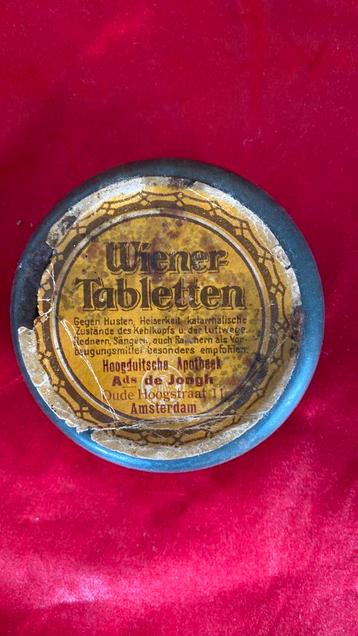 Wiener
Tabletten
Gegen Husten, Heiserkeit, katarrhalische
Zustände des Kehlkopfs u. der Luftwege.
Rednern, Sängern, auch Rauchern als Vor-
beugungsmittel besonders empfohlen.
Hoogduitsche Apotheek
Ads de Jongh
Oude Hoogstraat 11
Amsterdam